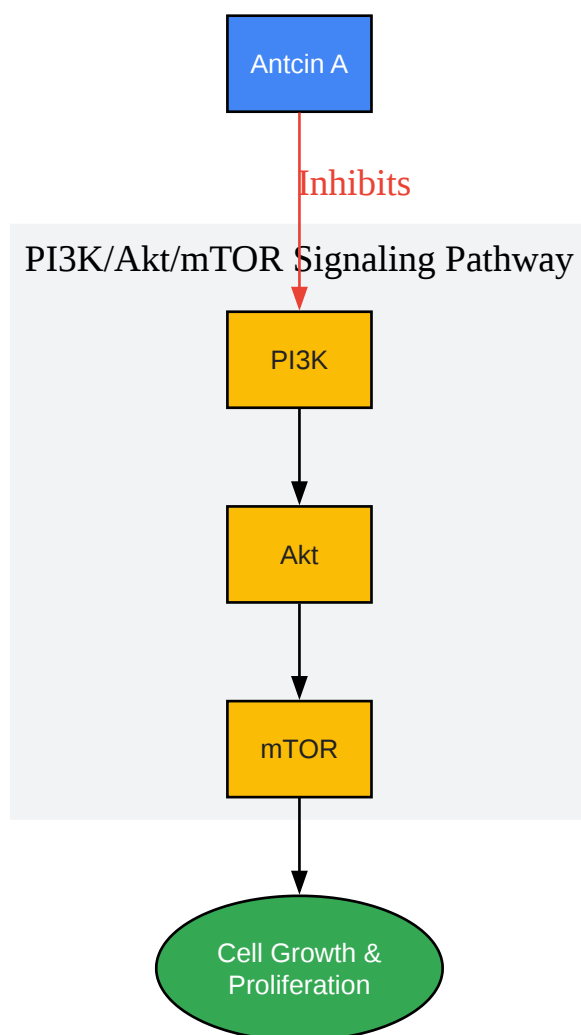 Antcin A
Inhibits
PI3K/Akt/mTOR Signaling Pathway
PI3K
Akt
mTOR
Cell Growth &
Proliferation